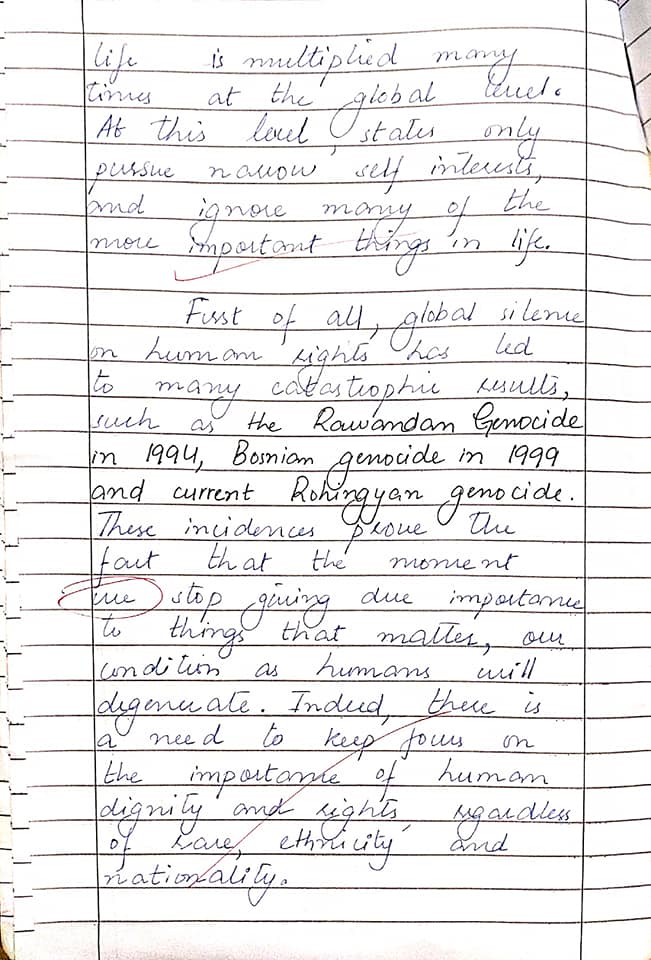 life is multiplied many
times at the global level.
At this level, states only
pursue narrow self interests,
and ignore many of the
more important things in life.
First of all, global silence
on human rights has led
to many catastrophic results,
such as the Rawandan Genocide
in 1994, Bosnian genocide in 1999
and current Rohingyan genocide.
These incidences prove the
fact that the moment
we stop giving due importance
to things that matter, our
condition as humans will
degenerate. Indeed, there is
a need to keep focus on
the importance of human
dignity and rights, regardless
of race, ethnicity and
nationality.